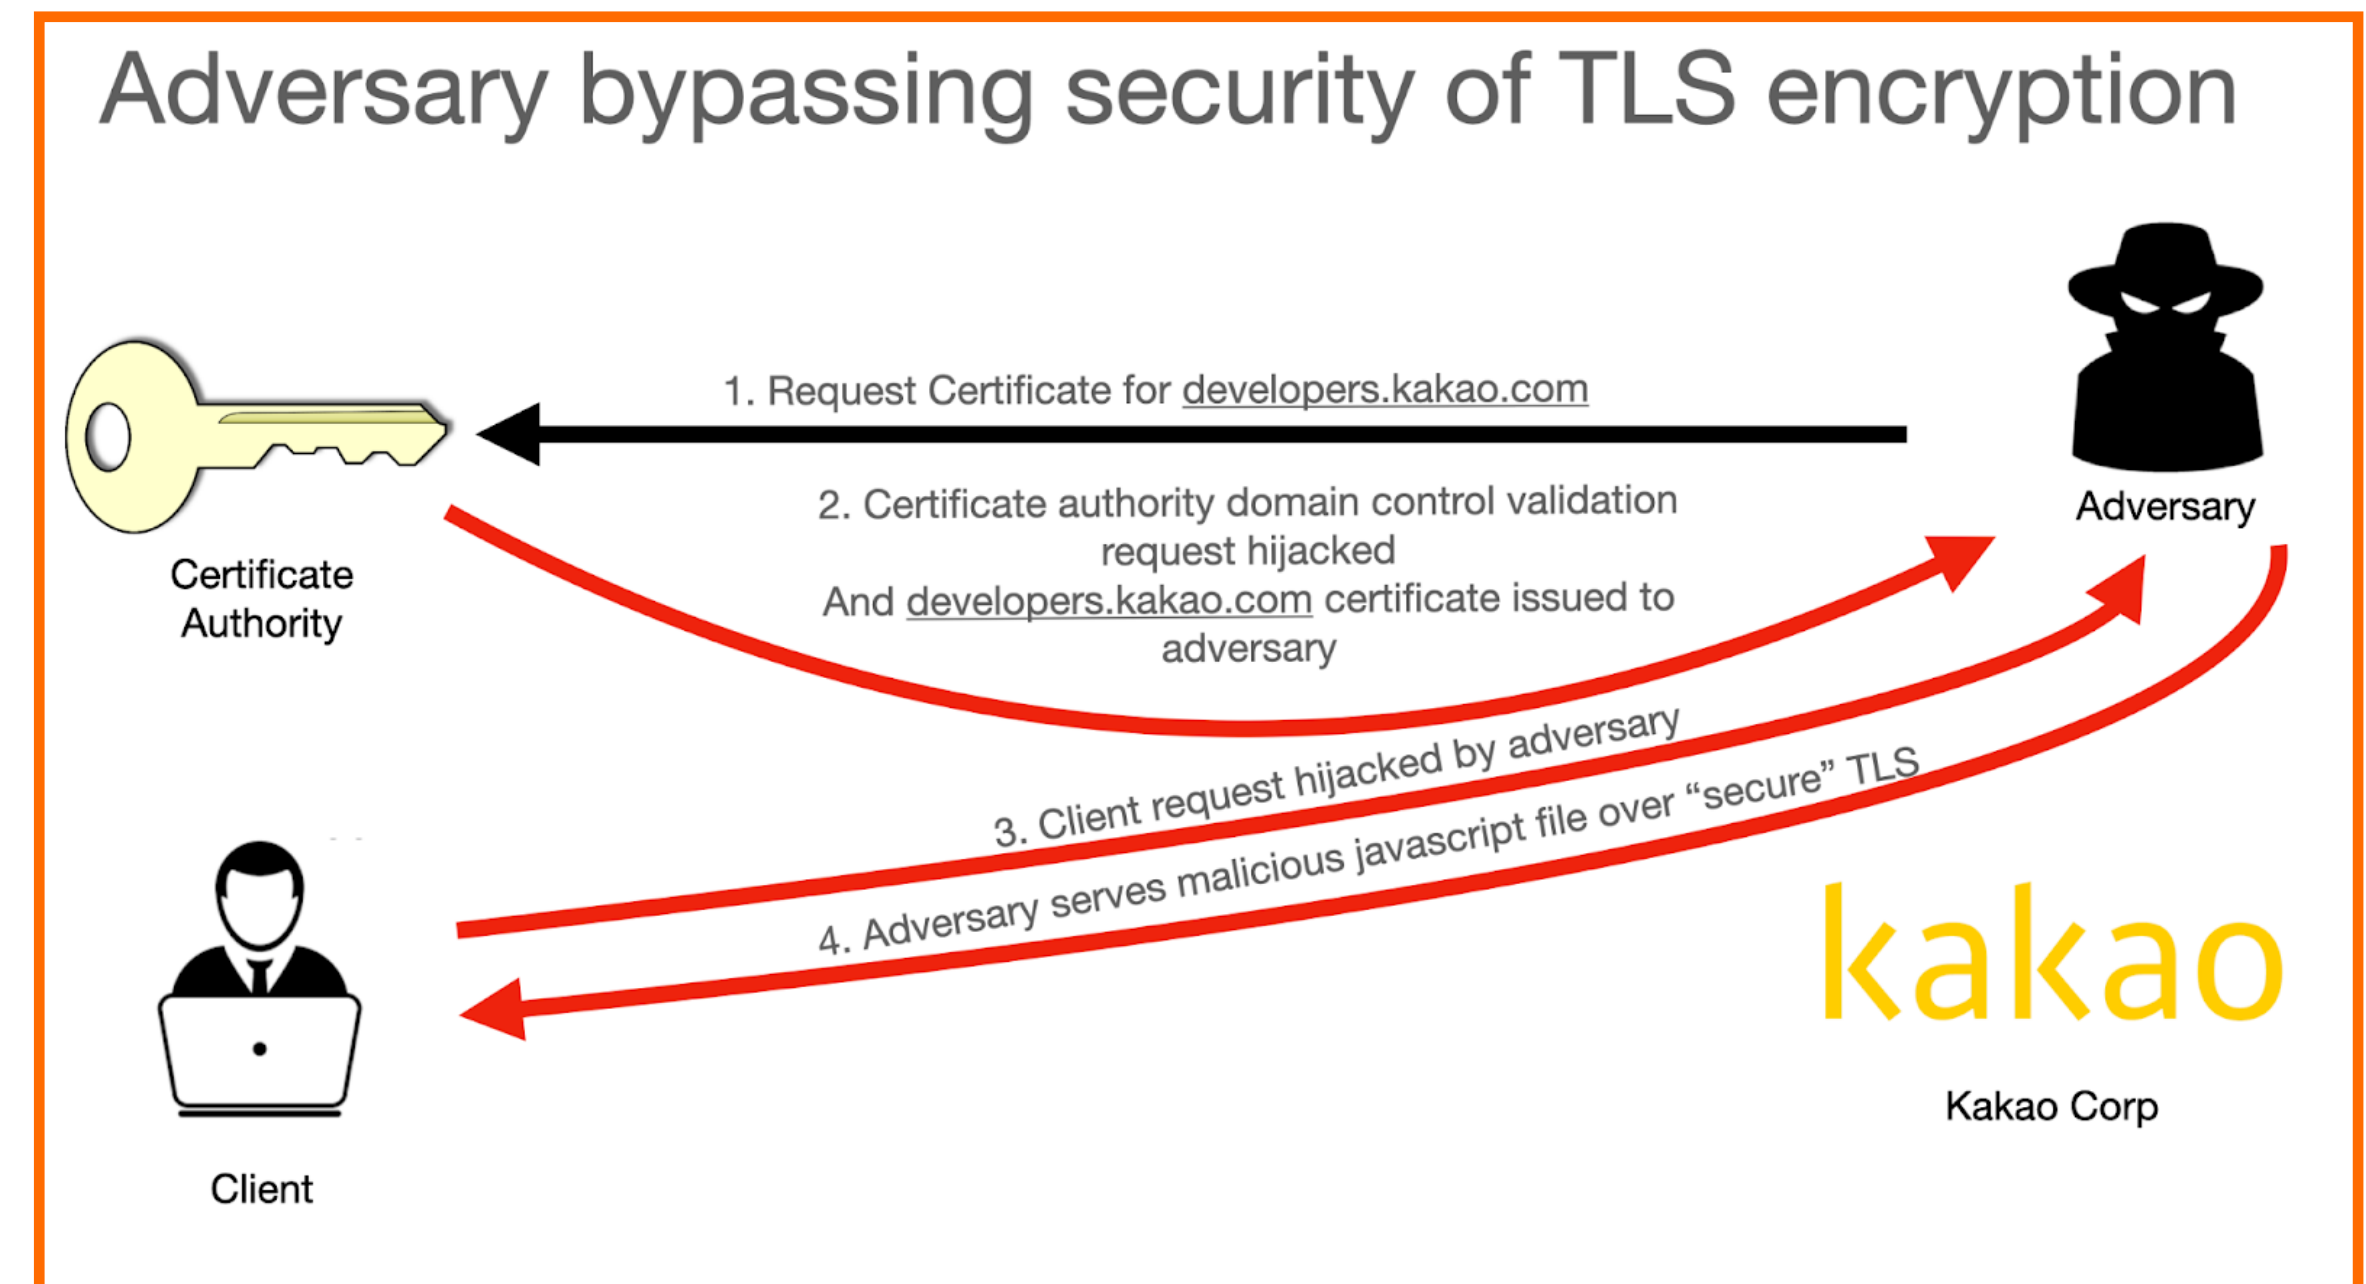 Adversary bypassing security of TLS encryption
1. Request Certificate for developers.kakao.com
2. Certificate authority domain control validation
request hijacked
And developers.kakao.com certificate issued to
adversary
Adversary
Certificate
Authority
3. Client request hijacked by adversary
4. Adversary serves malicious javascript file over “secure” TLS
kakao
Kakao Corp
Client